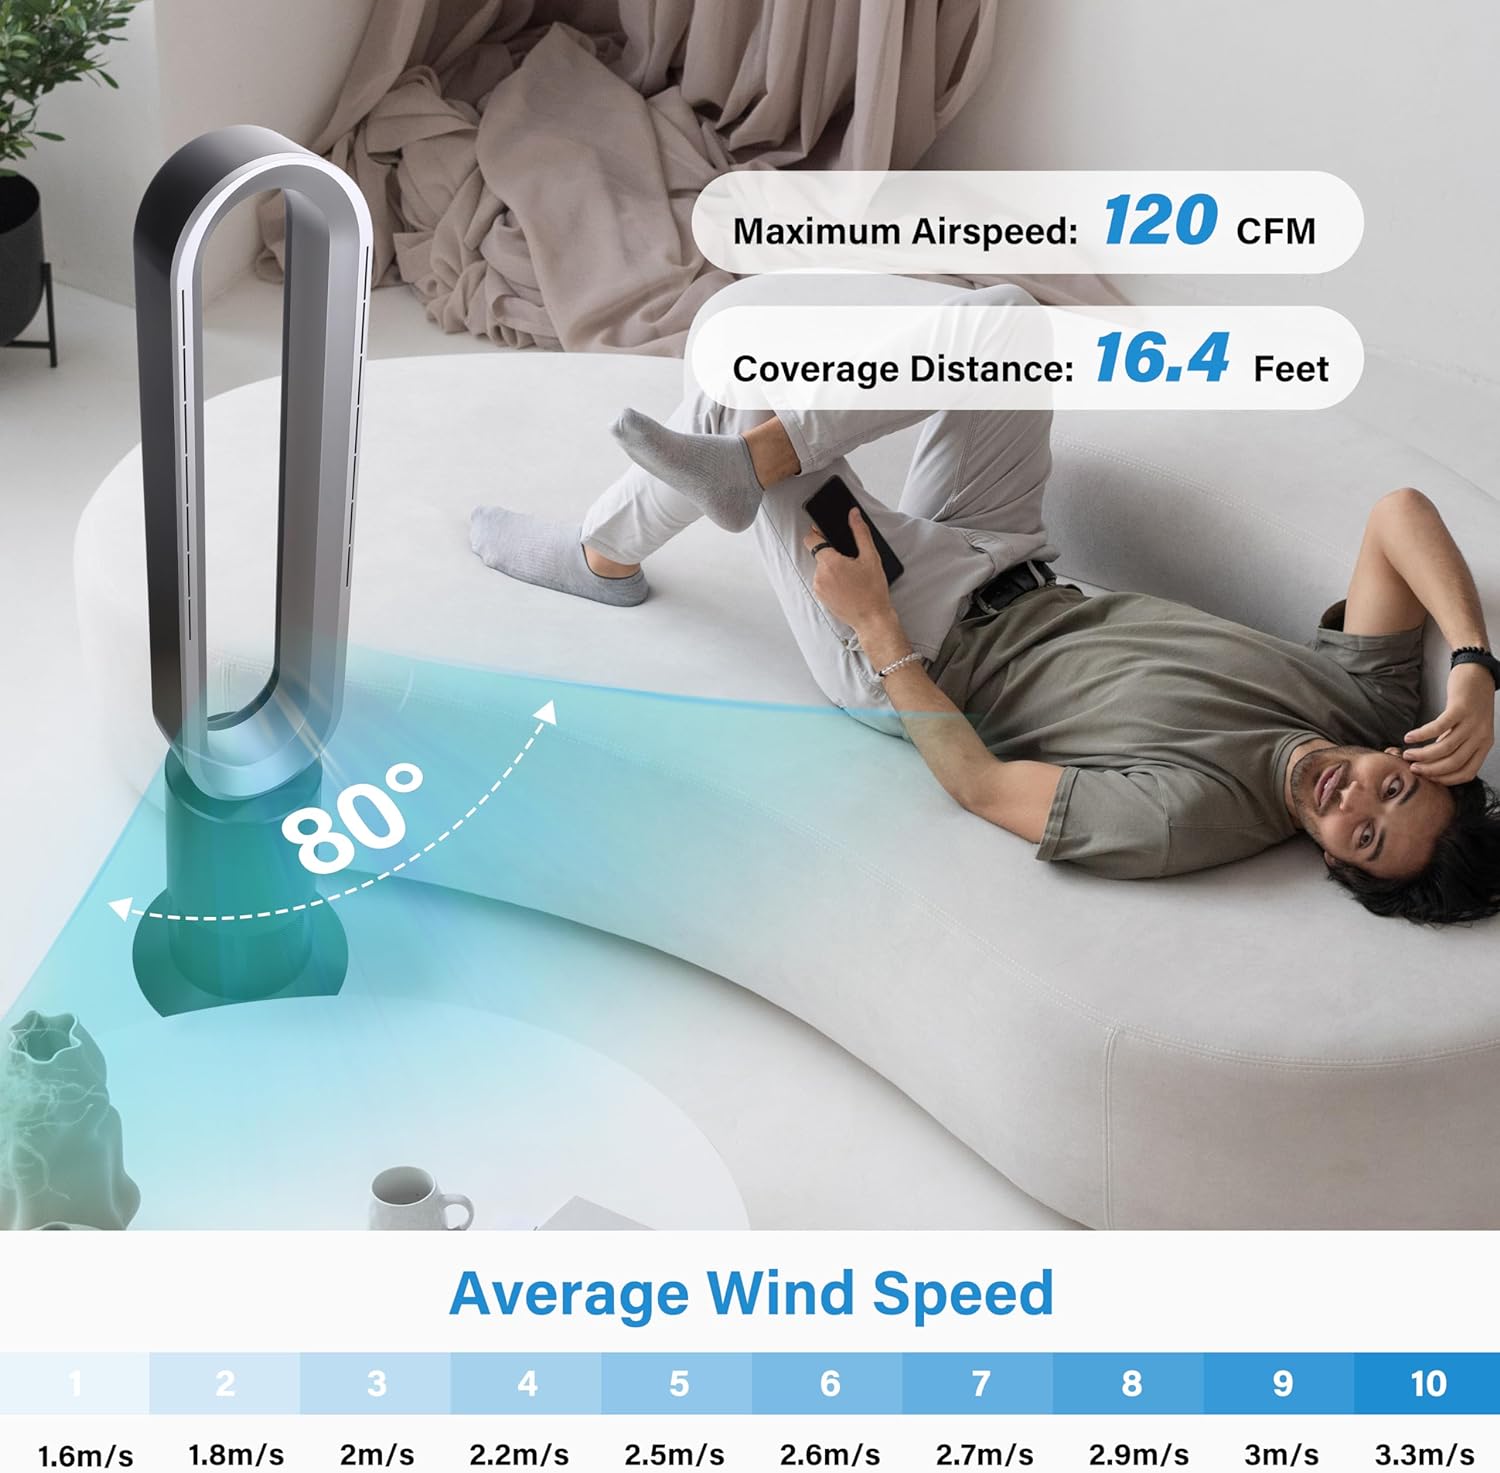 Maximum Airspeed: 120 CFM
Coverage Distance: 16.4 Feet
80°
Average Wind Speed
1 2 3 4 5 6 7 8 9 10
1.6m/s 1.8m/s 2m/s 2.2m/s 2.5m/s 2.6m/s 2.7m/s 2.9m/s 3m/s 3.3m/s